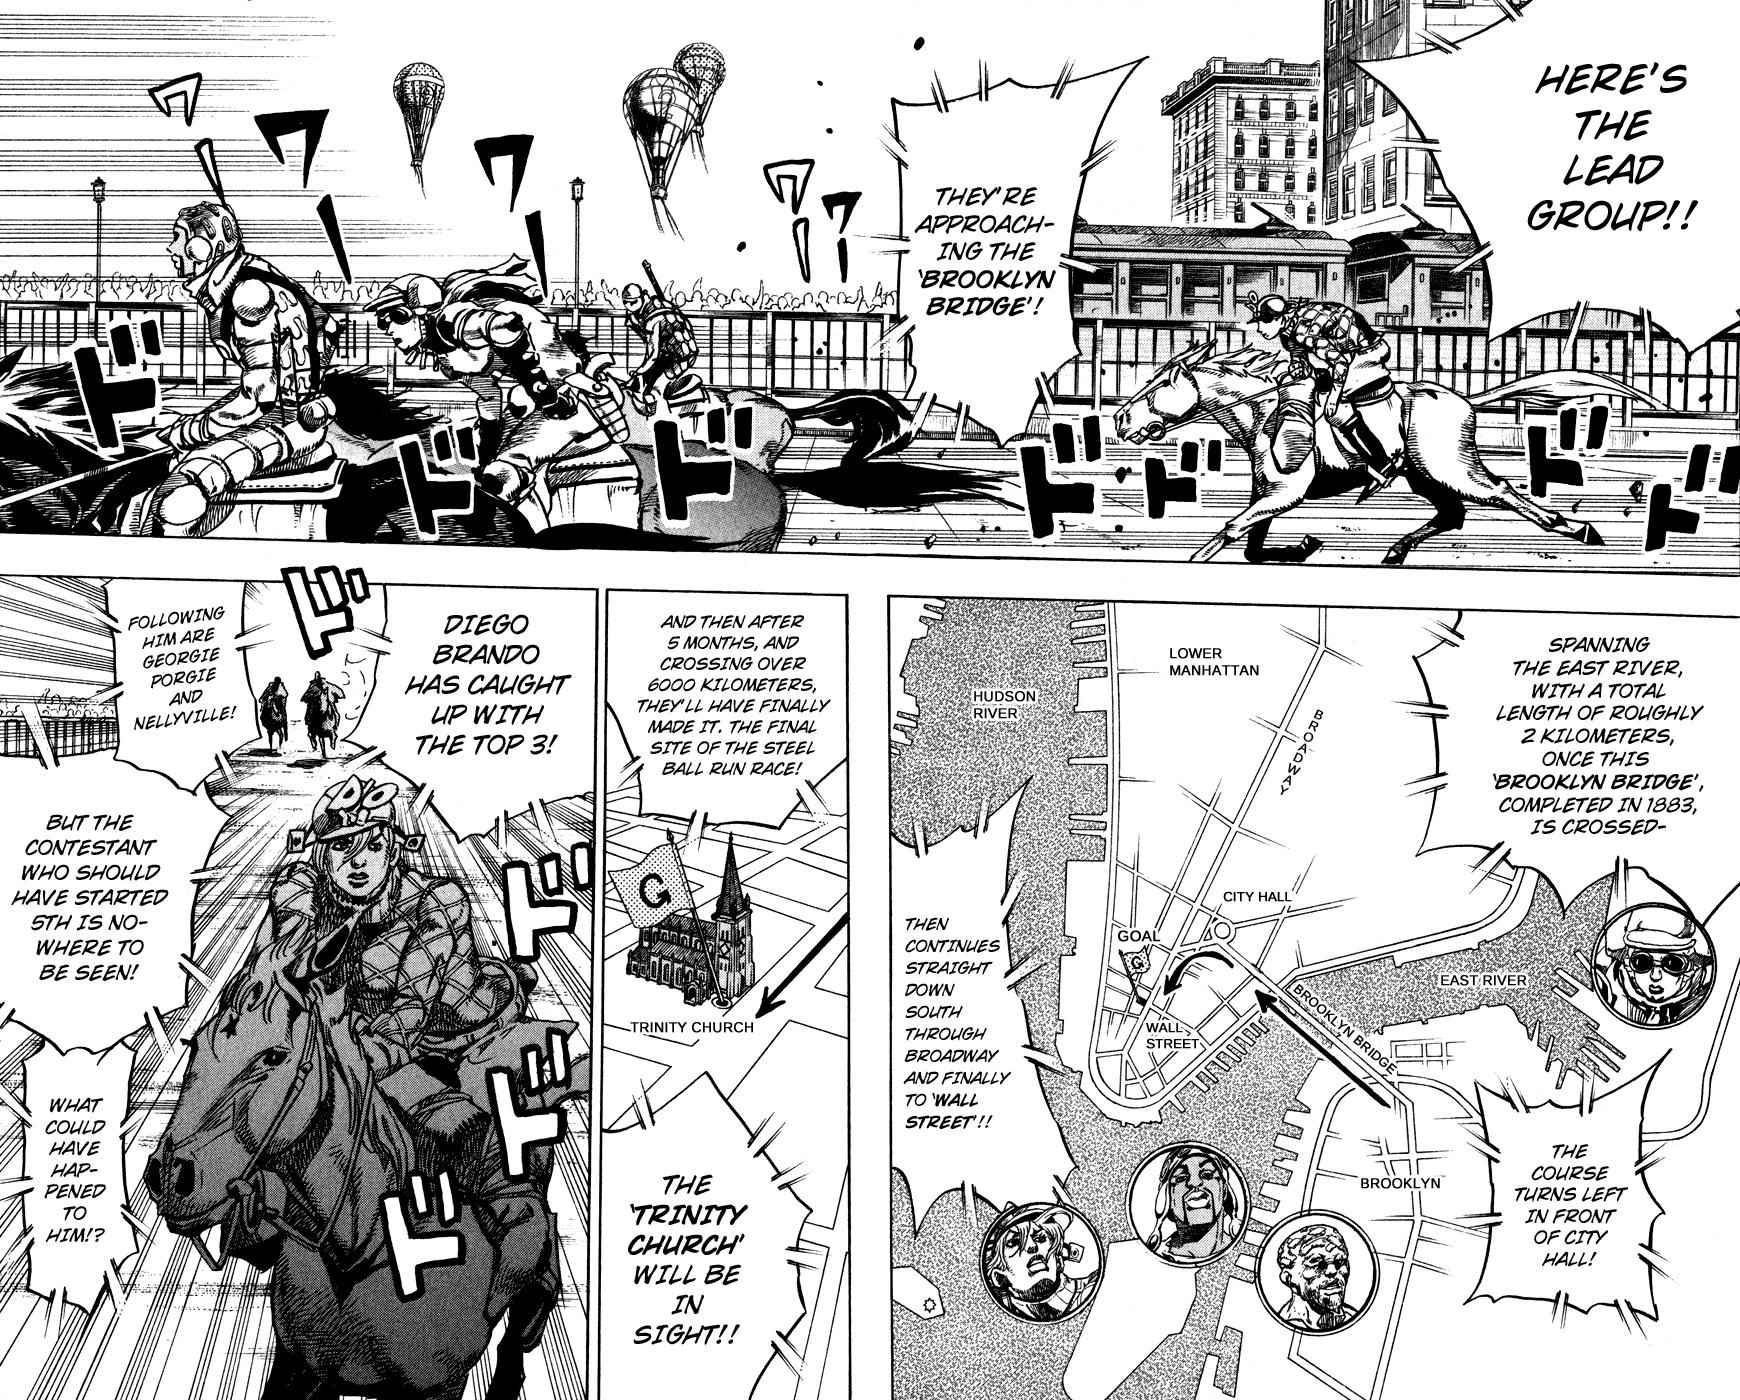 HERE'S
THE
LEAD
GROUP!!
THEY'RE
APPROACH-
ING THE
'BROOKLYN
BRIDGE'!
ワ
ワ
ワ
ワ
ワ
ー
ー
ー
ー
ー
ド
ド
ド
ド
ド
ド
ド
ド
SPANNING
THE EAST RIVER,
WITH A TOTAL
LENGTH OF ROUGHLY
2 KILOMETERS,
ONCE THIS
'BROOKLYN BRIDGE',
COMPLETED IN 1883,
IS CROSSED-
THE
COURSE
TURNS LEFT
IN FRONT
OF CITY
HALL!
THEN
CONTINUES
STRAIGHT
DOWN
SOUTH
THROUGH
BROADWAY
AND FINALLY
TO 'WALL
STREET'!!
HUDSON
RIVER
LOWER
MANHATTAN
BROADWAY
CITY HALL
GOAL
G
WALL
STREET
BROOKLYN BRIDGE
EAST RIVER
BROOKLYN
AND THEN AFTER
5 MONTHS, AND
CROSSING OVER
6000 KILOMETERS,
THEY'LL HAVE FINALLY
MADE IT. THE FINAL
SITE OF THE STEEL
BALL RUN RACE!
G
TRINITY CHURCH
THE
'TRINITY
CHURCH'
WILL BE
IN
SIGHT!!
DIEGO
BRANDO
HAS CAUGHT
UP WITH
THE TOP 3!
FOLLOWING
HIM ARE
GEORGIE
PORGIE
AND
NELLYVILLE!
ド
DIO
BUT THE
CONTESTANT
WHO SHOULD
HAVE STARTED
5TH IS NO-
WHERE TO
BE SEEN!
WHAT
COULD
HAVE
HAP-
PENED
TO
HIM!?
ド
ド
ド